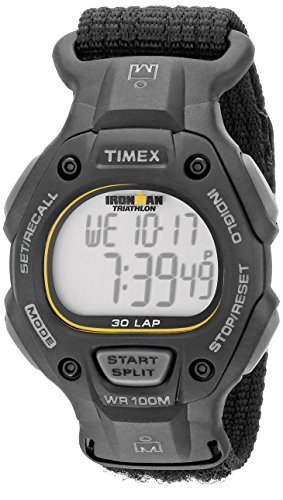 TIMEX
IRONMAN
TRIATHLON
SET/RECALL
INDIGLO
WE 10-17
7:39 49 P
MODE
STOP/RESET
30 LAP
START
SPLIT
WR 100M